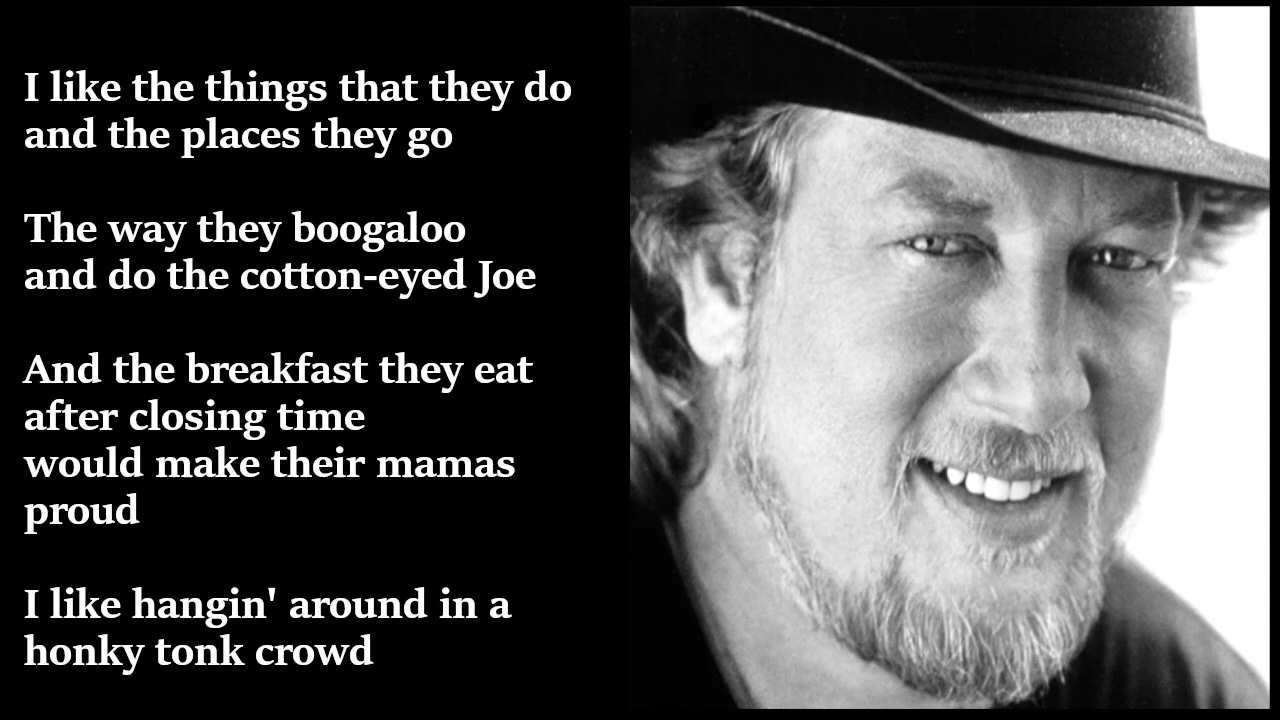 I like the things that they do
and the places they go
The way they boogaloo
and do the cotton-eyed Joe
And the breakfast they eat
after closing time
would make their mamas
proud
I like hangin' around in a
honky tonk crowd